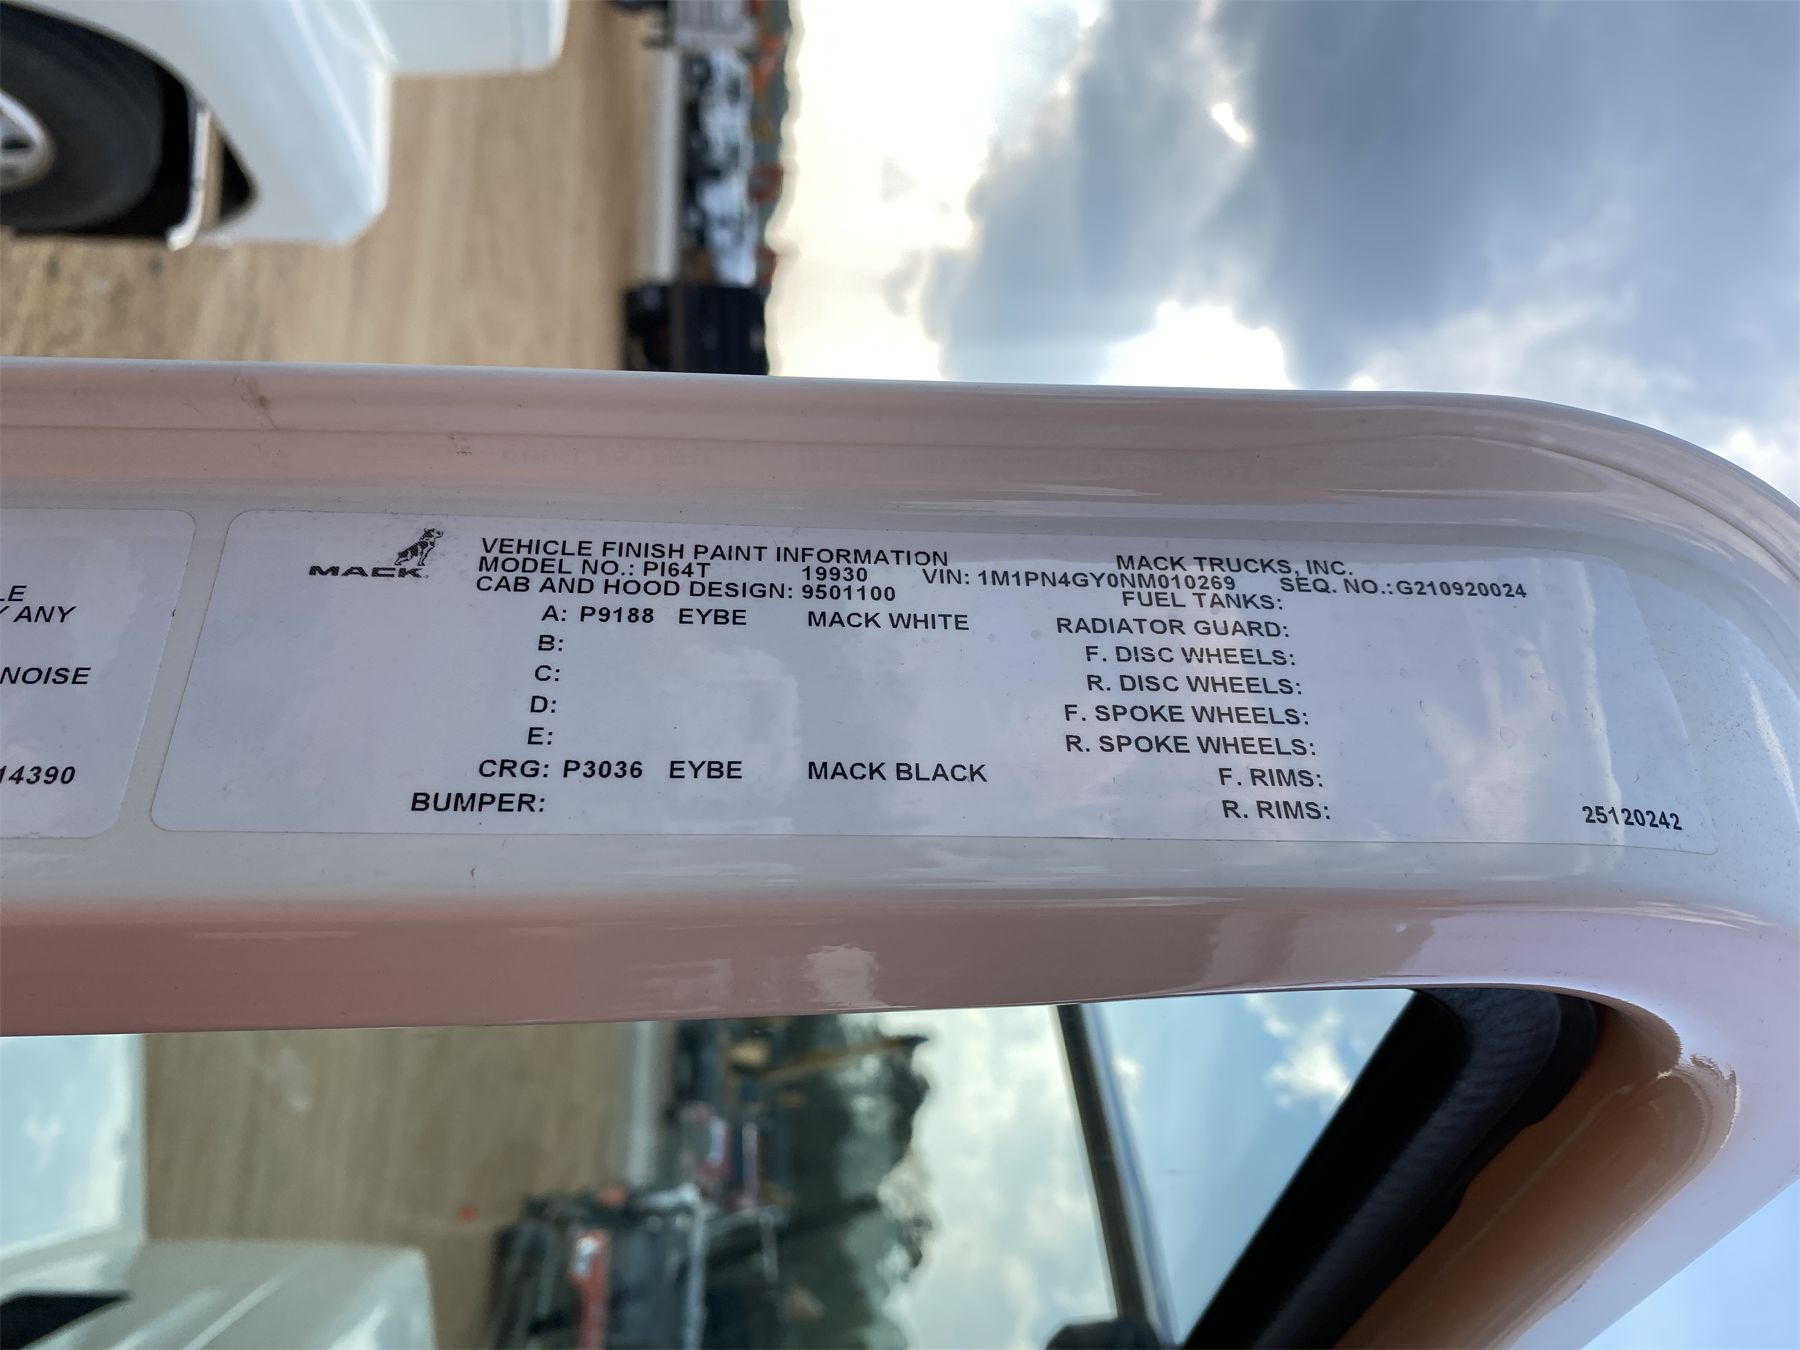 LE
Y ANY
NOISE
14390
MACK
VEHICLE FINISH PAINT INFORMATION MACK TRUCKS, INC.
MODEL NO.: PI64T 19930 VIN: 1M1PN4GY0NM010269 SEQ. NO.:G210920024
CAB AND HOOD DESIGN: 9501100 FUEL TANKS:
A: P9188 EYBE MACK WHITE RADIATOR GUARD:
B: F. DISC WHEELS:
C: R. DISC WHEELS:
D: F. SPOKE WHEELS:
E: R. SPOKE WHEELS:
CRG: P3036 EYBE MACK BLACK F. RIMS:
BUMPER: R. RIMS:
25120242